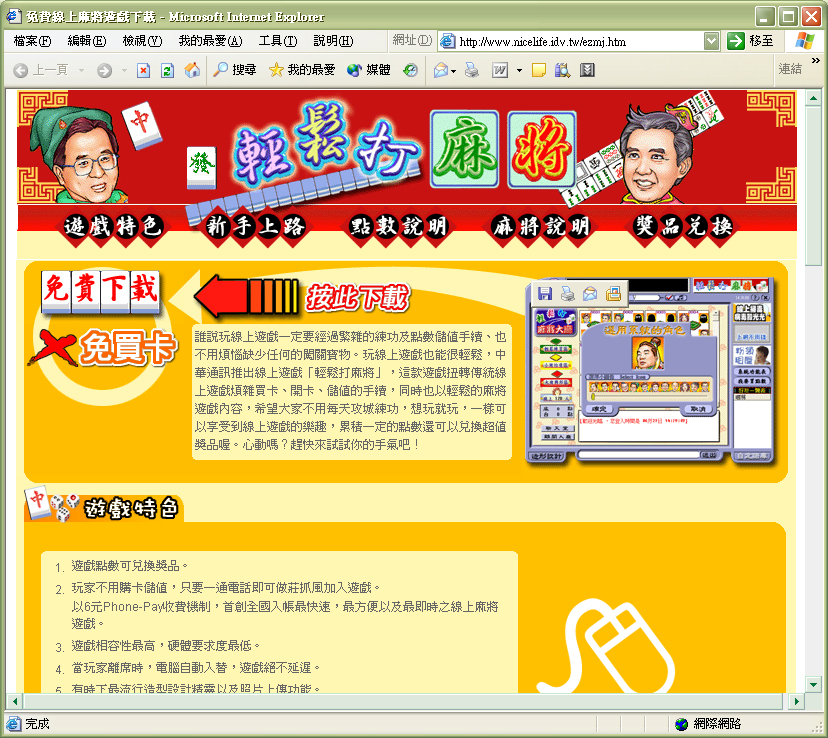 免費線上麻將遊戲下載 - Microsoft Internet Explorer
檔案(F) 編輯(E) 檢視(V) 我的最愛(A) 工具(T) 說明(H) 網址(D) http://www.nicelife.idv.tw/ezmj.htm 移至
上一頁 搜尋 我的最愛 媒體 連結 »
中 發 輕鬆打麻將
遊戲特色 新手上路 點數說明 麻將說明 獎品兌換
免費下載 按此下載
免買卡
誰說玩線上遊戲一定要經過繁雜的練功及點數儲值手續、也
不用煩惱缺少任何的闖關寶物。玩線上遊戲也能很輕鬆，中
華通訊推出線上遊戲「輕鬆打麻將」，這款遊戲扭轉傳統線
上遊戲煩雜買卡、開卡、儲值的手續，同時也以輕鬆的麻將
遊戲內容，希望大家不用每天攻城練功，想玩就玩，一樣可
以享受到線上遊戲的樂趣，累積一定的點數還可以兌換超值
獎品喔。心動嗎？趕快來試試你的手氣吧！
選用系統的角色
確定 取消
中 遊戲特色
1. 遊戲點數可兌換獎品。
2. 玩家不用購卡儲值，只要一通電話即可做莊抓風加入遊戲。
以6元Phone-Pay收費機制，首創全國入帳最快速，最方便以及最即時之線上麻將
遊戲。
3. 遊戲相容性最高，硬體要求度最低。
4. 當玩家離席時，電腦自動入替，遊戲絕不延遲。
5. 有時下最流行造型設計精靈以及照片上傳功能。
完成 網際網路